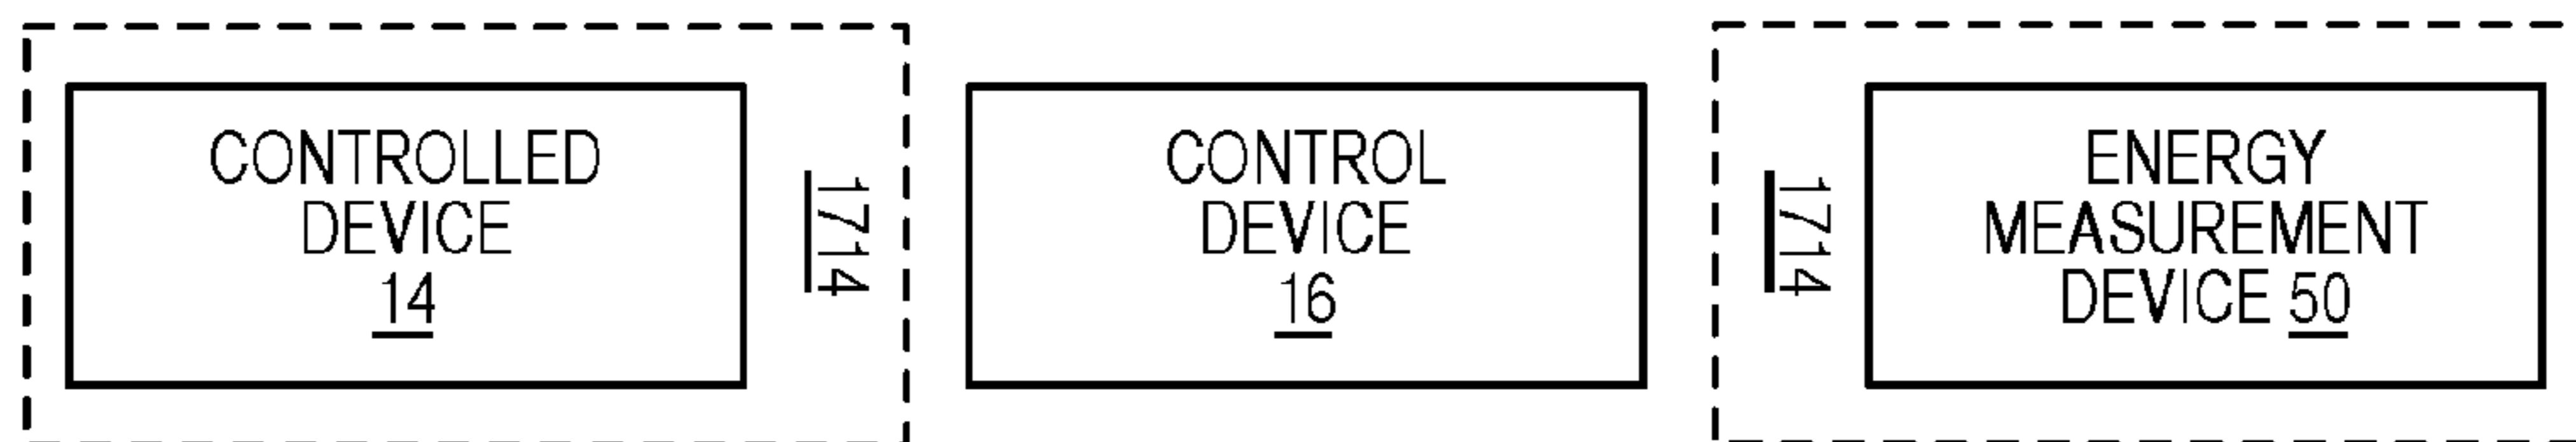 CONTROLLED
DEVICE
14
1714
CONTROL
DEVICE
16
1714
ENERGY
MEASUREMENT
DEVICE 50